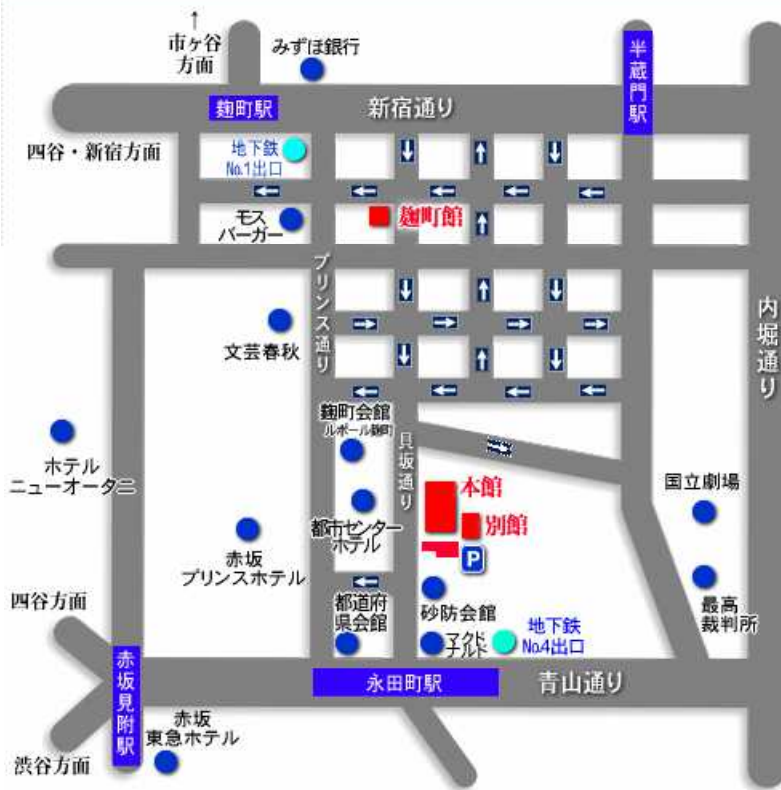 ↑
市ヶ谷
方面
みずほ銀行
半蔵門駅
麹町駅
新宿通り
四谷・新宿方面
地下鉄
No.1出口
モス
バーガー
麹町館
プリンス通り
内堀通り
文芸春秋
麹町会館
ルポール麹町
貝坂通り
ホテル
ニューオータニ
本館
国立劇場
別館
都市センター
ホテル
赤坂
プリンスホテル
P
四谷方面
都道府
県会館
砂防会館
最高
裁判所
マクド
ナルド
地下鉄
No.4出口
赤坂見附駅
永田町駅
青山通り
赤坂
東急ホテル
渋谷方面